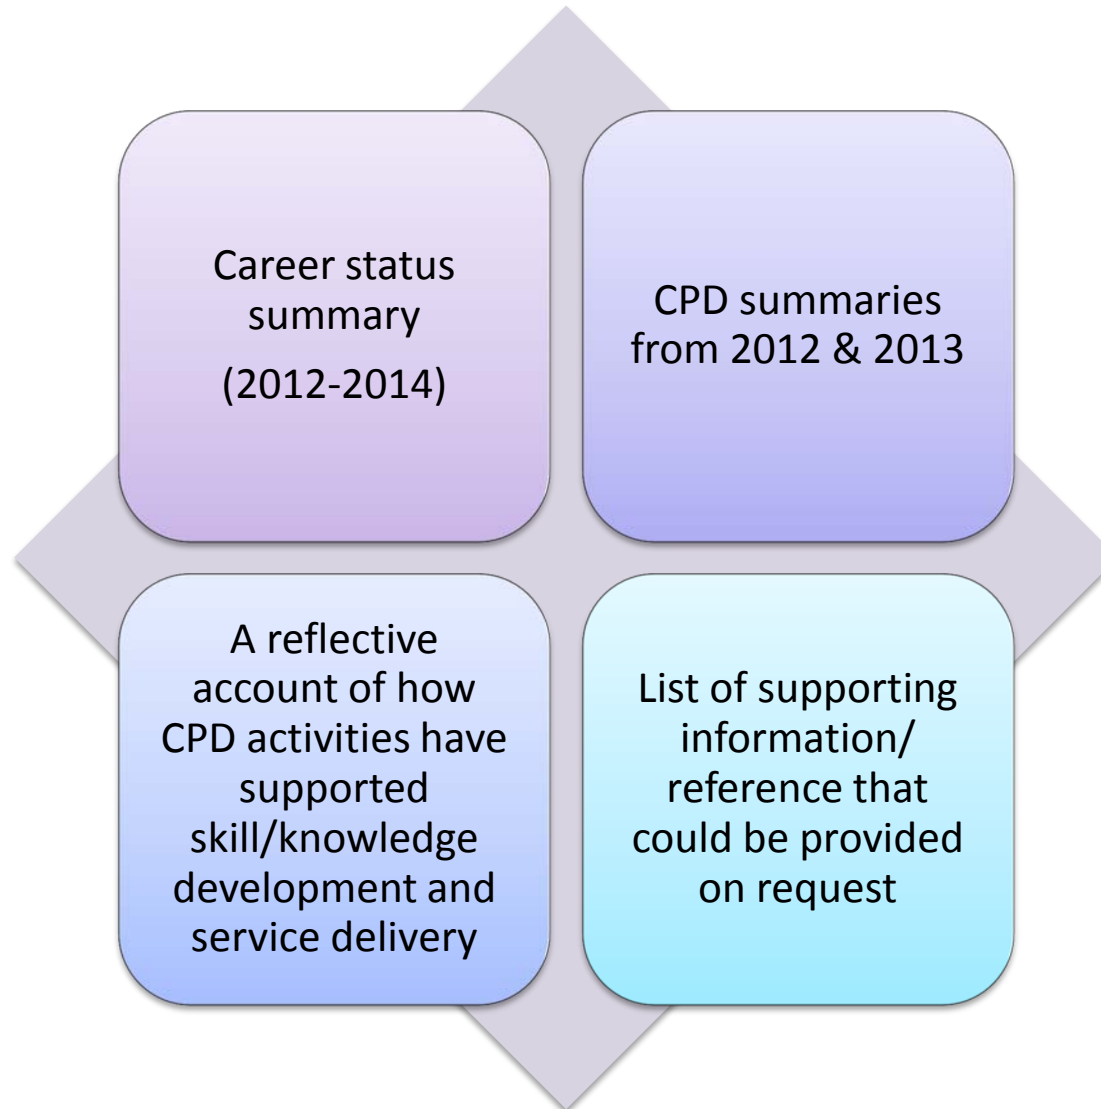 Career status
summary
(2012-2014)
CPD summaries
from 2012 & 2013
A reflective
account of how
CPD activities have
supported
skill/knowledge
development and
service delivery
List of supporting
information/
reference that
could be provided
on request